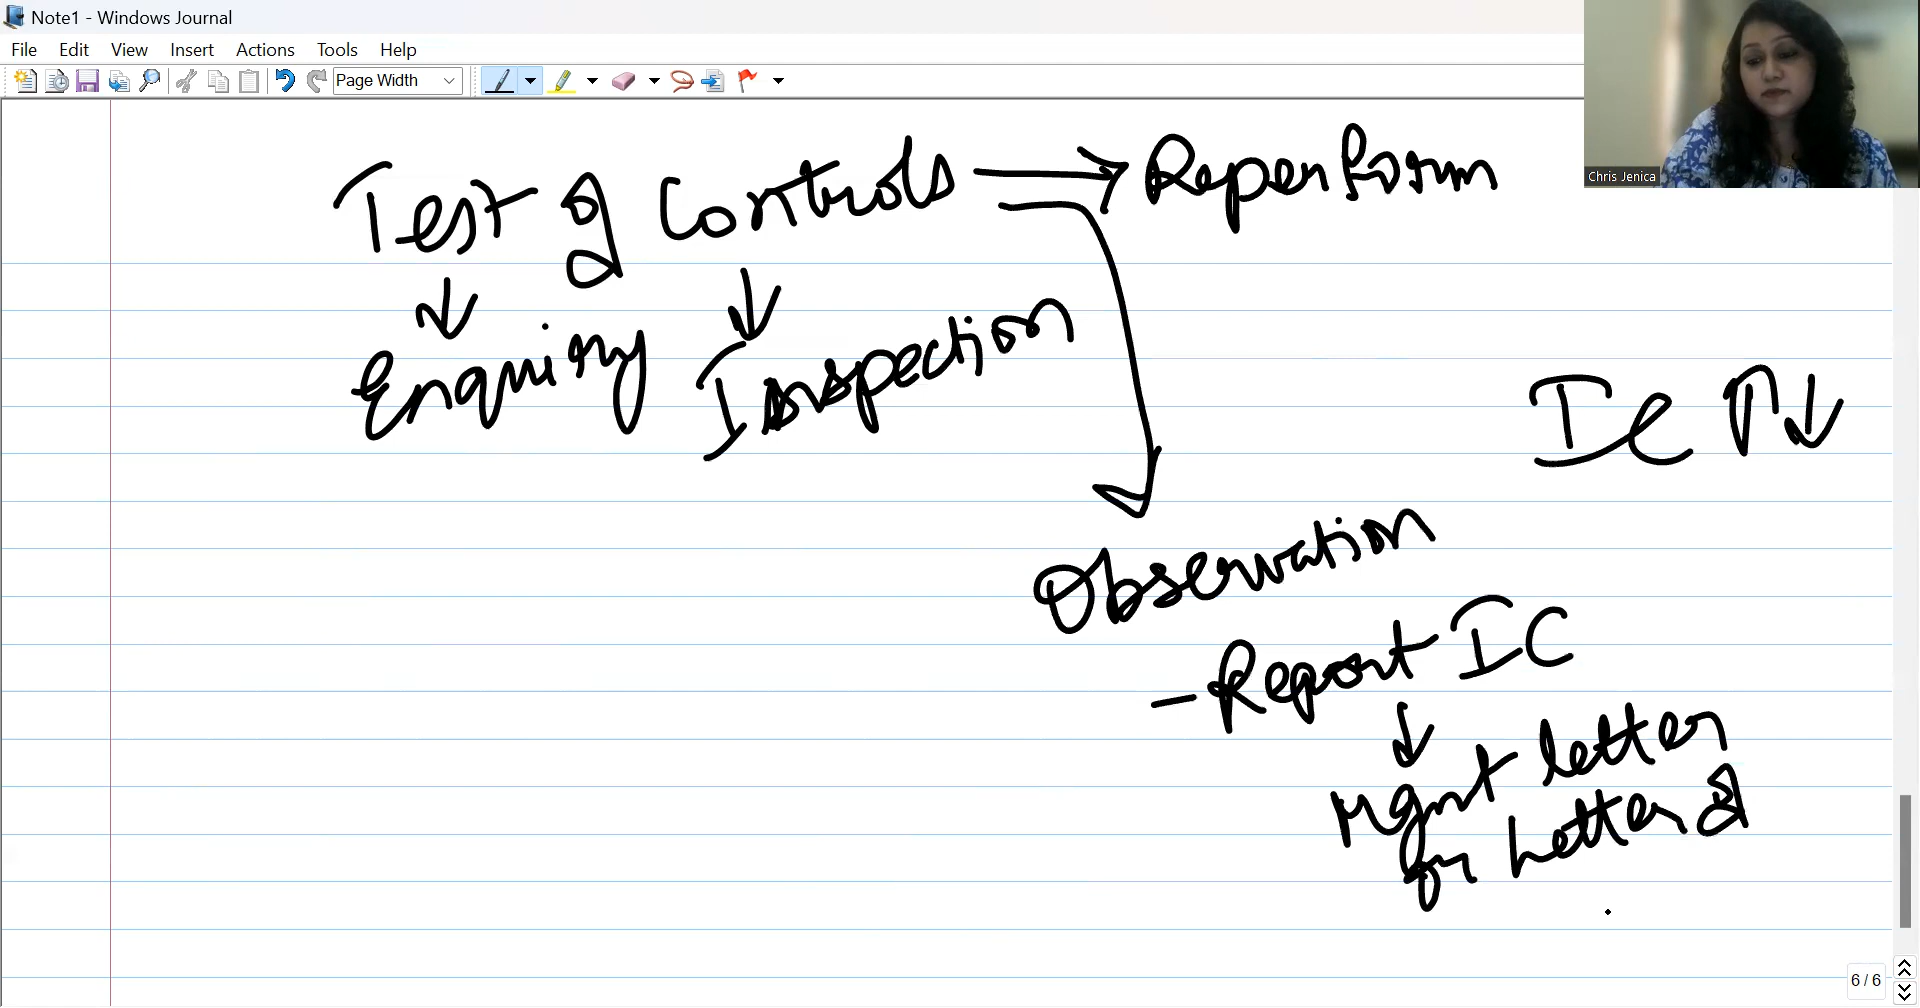 Note1 - Windows Journal
File Edit View Insert Actions Tools Help
Page Width
Chris Jenica
Test of Controls → Reperform
↓ ↓
Enquiry Inspection
IC ↑↓
Observation
- Report IC
↓
Mgmt letter
or Letter of
6 / 6